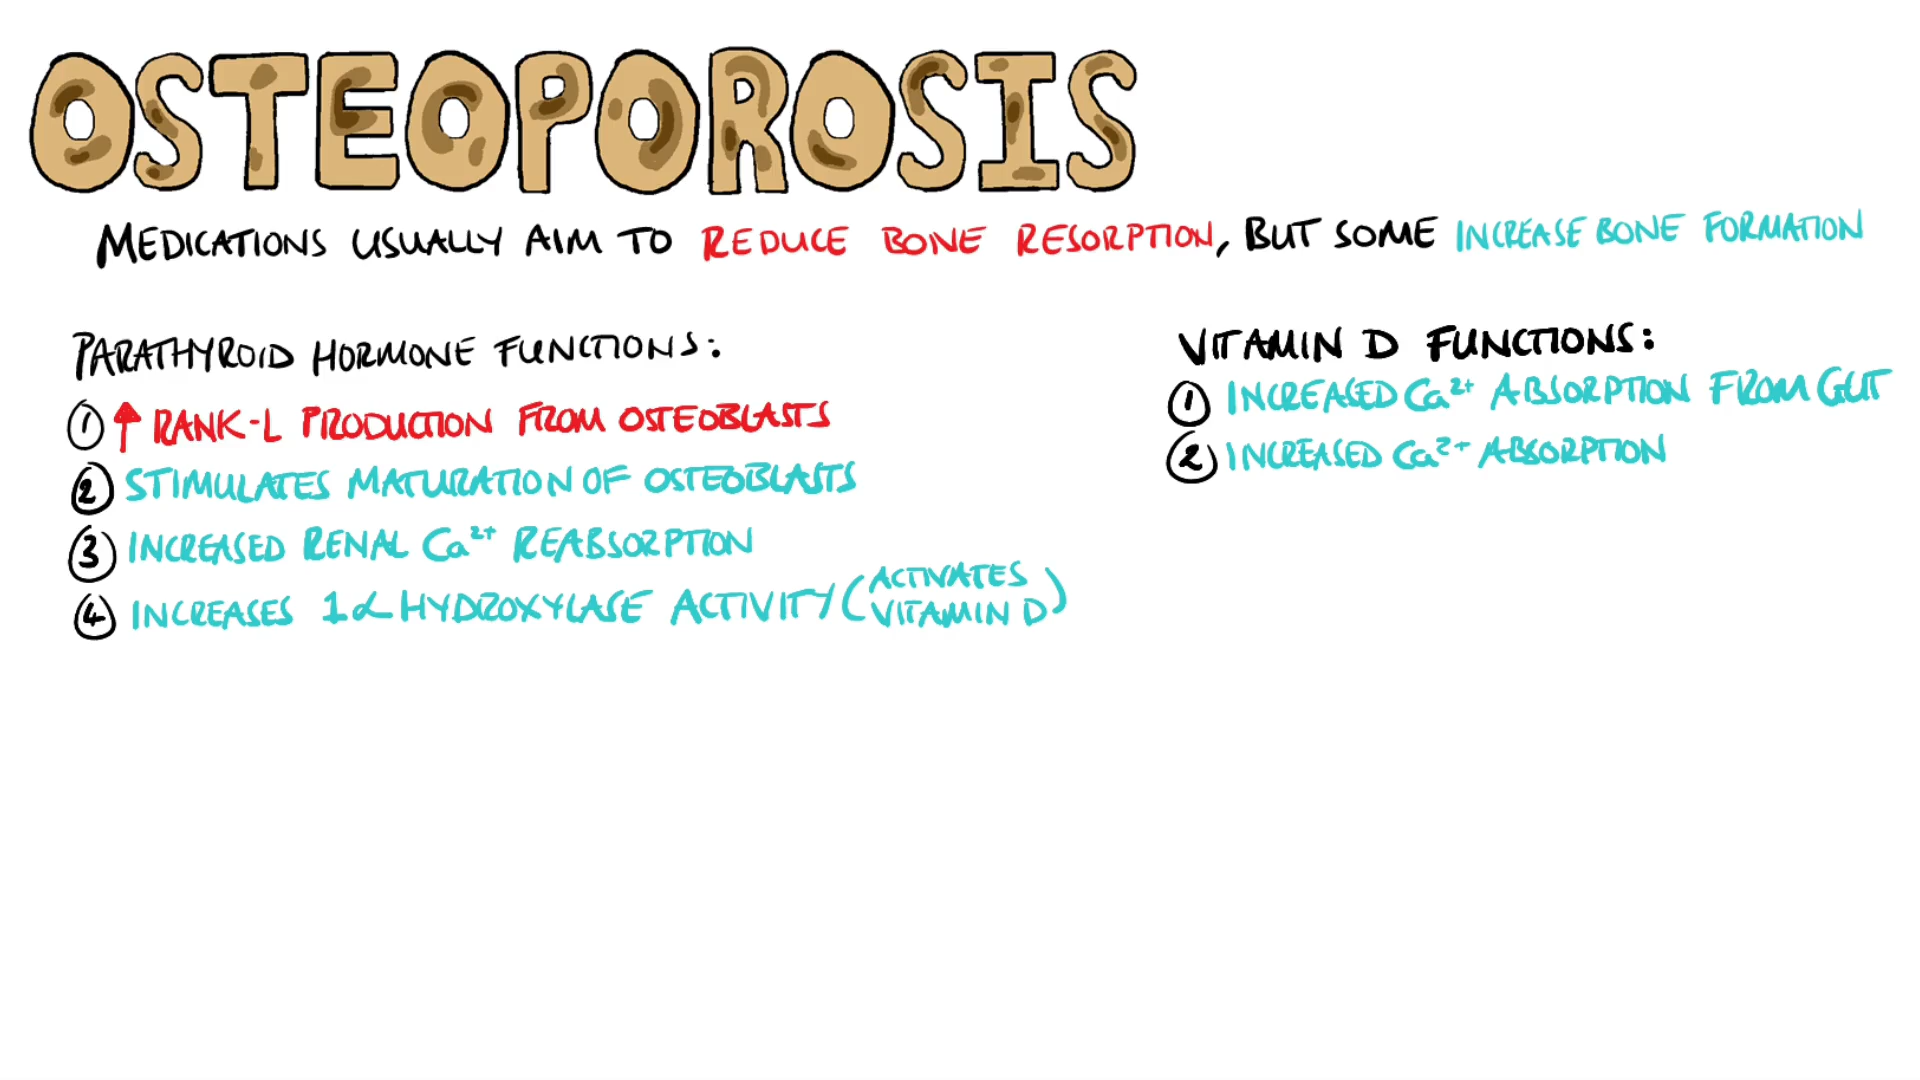 OSTEOPOROSIS
MEDICATIONS USUALLY AIM TO REDUCE BONE RESORPTION, BUT SOME INCREASE BONE FORMATION
PARATHYROID HORMONE FUNCTIONS:
① ↑ RANK-L PRODUCTION FROM OSTEOBLASTS
② STIMULATES MATURATION OF OSTEOBLASTS
③ INCREASED RENAL Ca²⁺ REABSORPTION
④ INCREASES 1α HYDROXYLASE ACTIVITY (ACTIVATES VITAMIN D)
VITAMIN D FUNCTIONS:
① INCREASED Ca²⁺ ABSORPTION FROM GUT
② INCREASED Ca²⁺ ABSORPTION